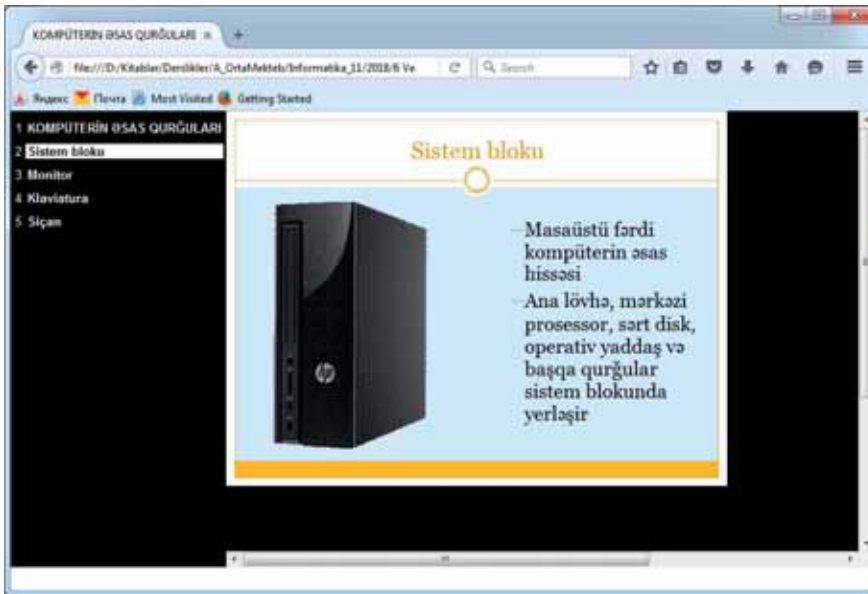 KOMPÜTERİN ƏSAS QURĞULARI
file:///D:/Kitablar/Derslikler/A_OrtaMekteb/Informatika_11/2018/6 Ve
Search
Яндекс Почта Most Visited Getting Started
1 KOMPÜTERİN ƏSAS QURĞULARI
2 Sistem bloku
3 Monitor
4 Klaviatura
5 Siçan
Sistem bloku
Masaüstü fərdi
kompüterin əsas
hissəsi
Ana lövhə, mərkəzi
prosessor, sərt disk,
operativ yaddaş və
başqa qurğular
sistem blokunda
yerləşir
hp